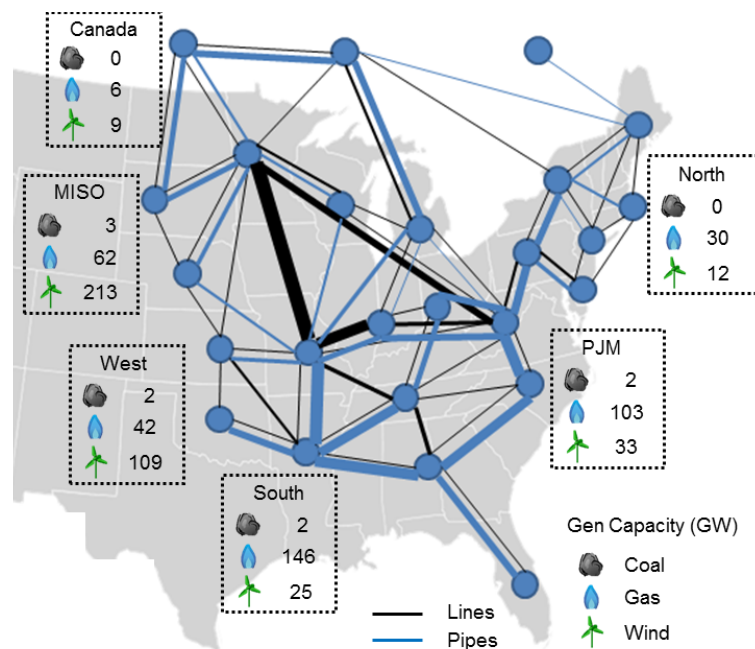 Canada
0
6
9
MISO
3
62
213
North
0
30
12
West
2
42
109
PJM
2
103
33
South
2
146
25
Gen Capacity (GW)
Coal
Gas
Wind
Lines
Pipes